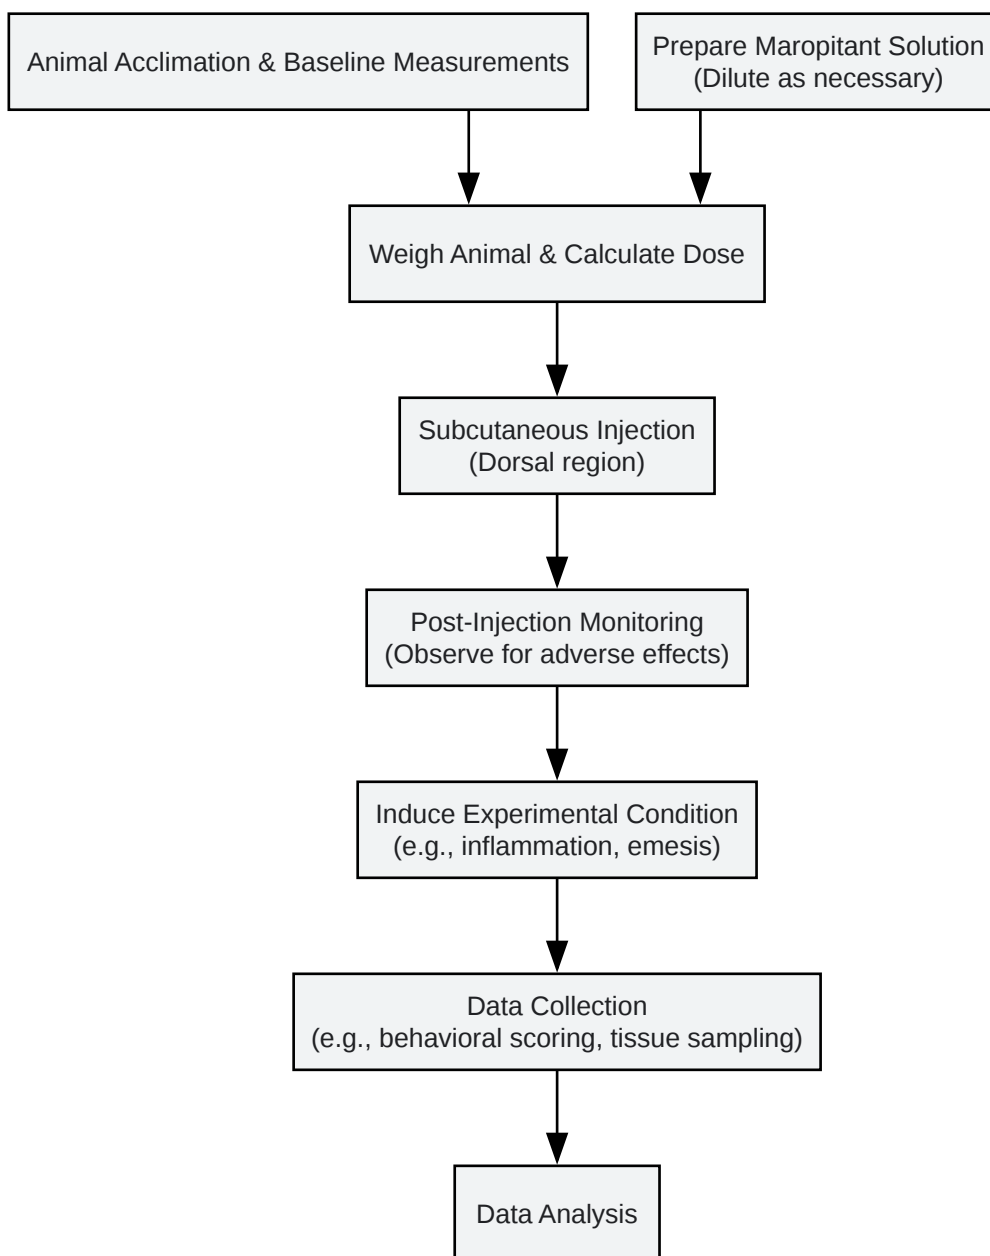 Animal Acclimation & Baseline Measurements
Prepare Maropitant Solution
(Dilute as necessary)
Weigh Animal & Calculate Dose
Subcutaneous Injection
(Dorsal region)
Post-Injection Monitoring
(Observe for adverse effects)
Induce Experimental Condition
(e.g., inflammation, emesis)
Data Collection
(e.g., behavioral scoring, tissue sampling)
Data Analysis